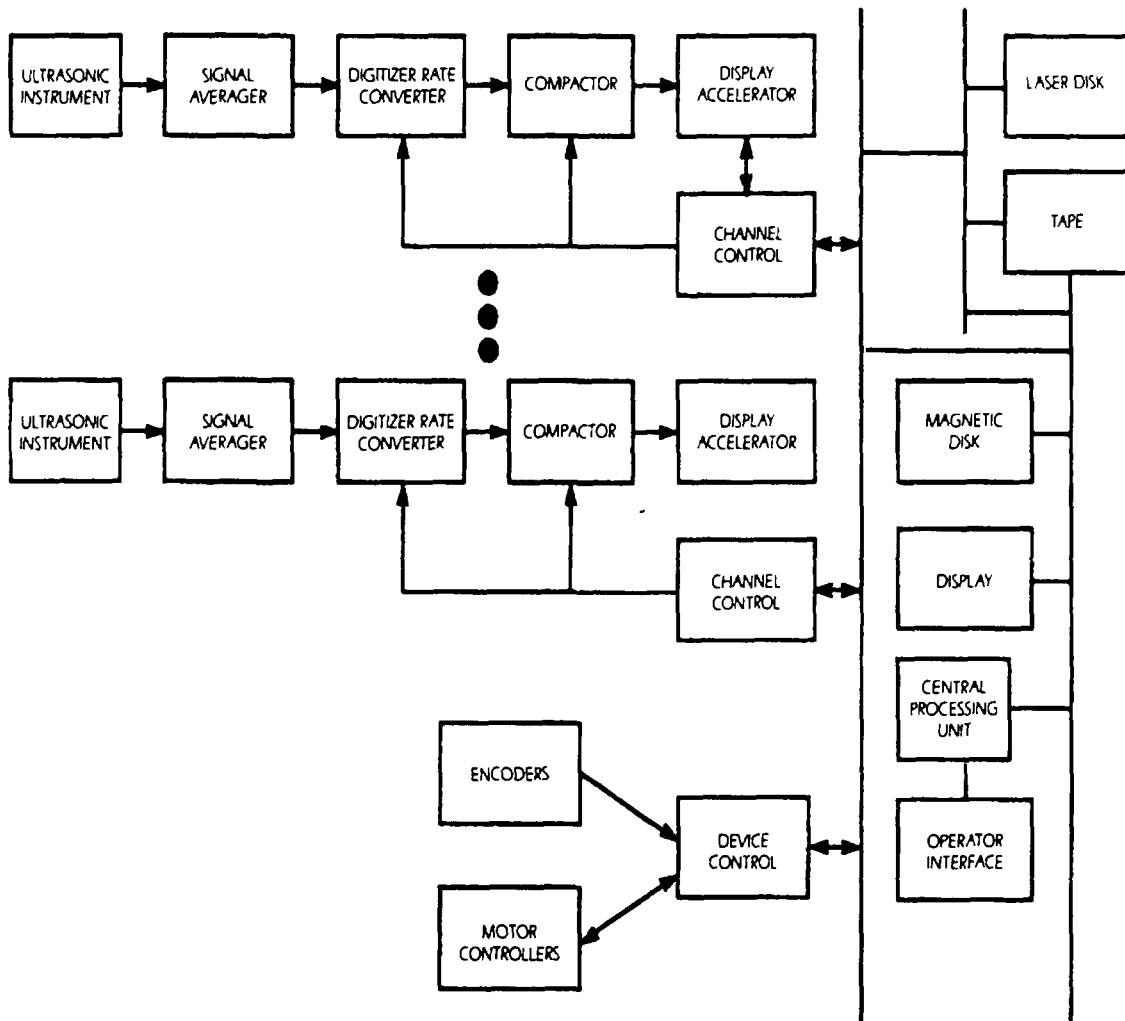 ULTRASONIC
INSTRUMENT
SIGNAL
AVERAGER
DIGITIZER RATE
CONVERTER
COMPACTOR
DISPLAY
ACCELERATOR
LASER DISK
TAPE
CHANNEL
CONTROL
ULTRASONIC
INSTRUMENT
SIGNAL
AVERAGER
DIGITIZER RATE
CONVERTER
COMPACTOR
DISPLAY
ACCELERATOR
MAGNETIC
DISK
CHANNEL
CONTROL
DISPLAY
CENTRAL
PROCESSING
UNIT
ENCODERS
DEVICE
CONTROL
OPERATOR
INTERFACE
MOTOR
CONTROLLERS